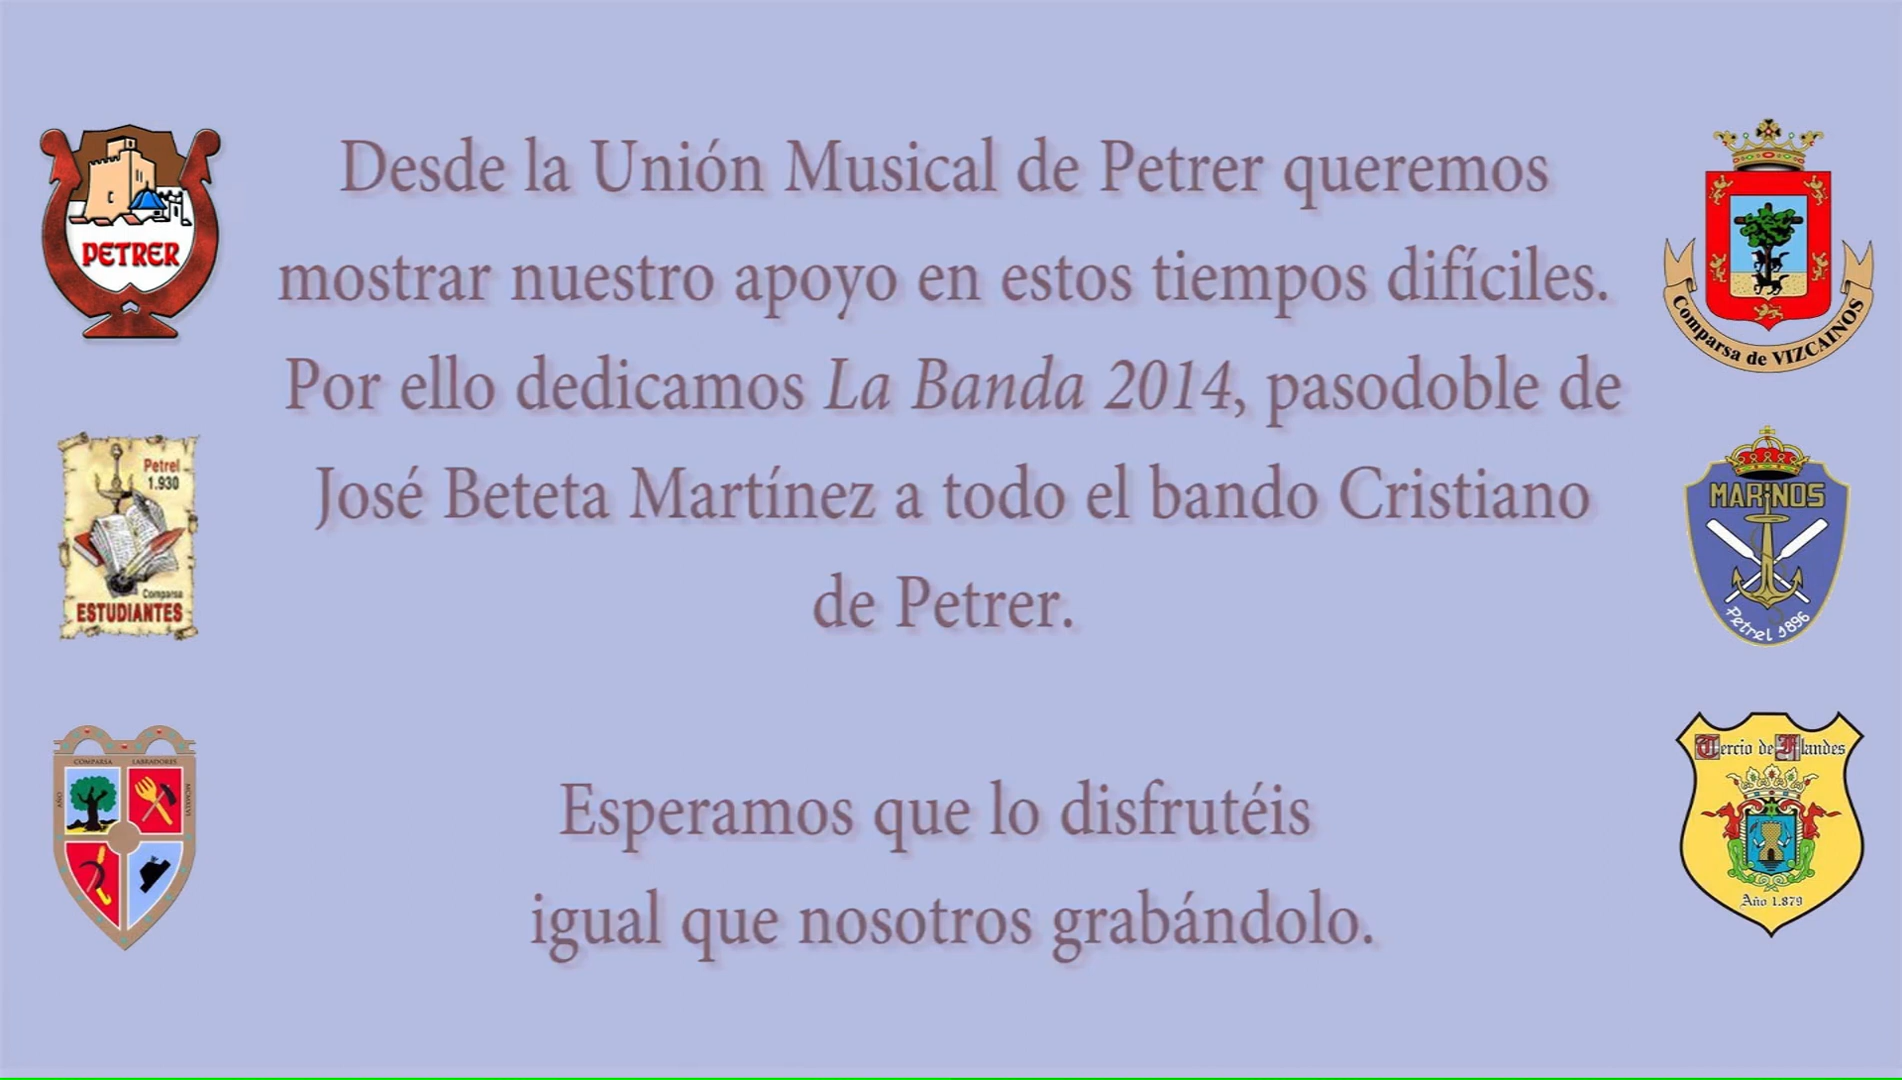 Desde la Unión Musical de Petrer queremos
mostrar nuestro apoyo en estos tiempos difíciles.
Por ello dedicamos La Banda 2014, pasodoble de
José Beteta Martínez a todo el bando Cristiano
de Petrer.
Esperamos que lo disfrutéis
igual que nosotros grabándolo.
PETRER
Petrel
1.930
Comparsa
ESTUDIANTES
COMPARSA LABRADORES
AÑO
Comparsa de VIZCAINOS
MARINOS
Petrel 1896
Tercio de Flandes
Año 1.879